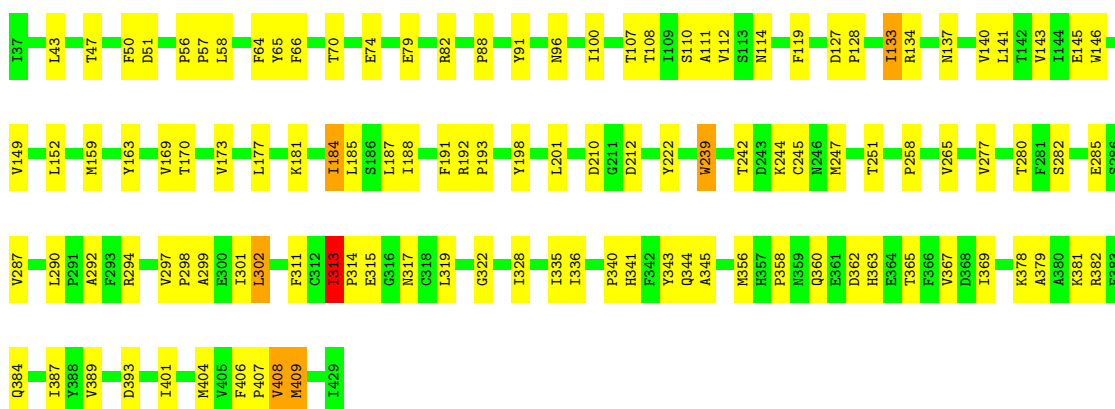 I37 L43 T47 F50 D51 P56 P57 L58 F64 Y65 F66 T70 E74 E79 R82 P88 Y91 N96 I100 T107 T108 I109 S110 A111 V112 S113 N114 F119 D127 P128 I133 R134 N137 V140 L141 T142 V143 I144 E145 W146
V149 L152 M159 Y163 V169 T170 V173 L177 K181 I184 L185 S186 L187 I188 F191 R192 P193 Y198 L201 D210 G211 D212 Y222 W239 T242 D243 K244 C245 N246 M247 T251 P258 V265 V277 T280 F281 S282 E285 S286
V287 L290 P291 A292 F293 R294 V297 P298 A299 E300 I301 L302 F311 C312 I313 P314 E315 G316 N317 C318 L319 G322 I328 I335 I336 P340 H341 F342 Y343 Q344 A345 M356 H357 P358 N359 Q360 E361 D362 H363 E364 T365 F366 V367 D368 I369 K378 A379 A380 K381 R382 E383
Q384 I387 Y388 V389 D393 I401 M404 V405 F406 P407 V408 M409 I429